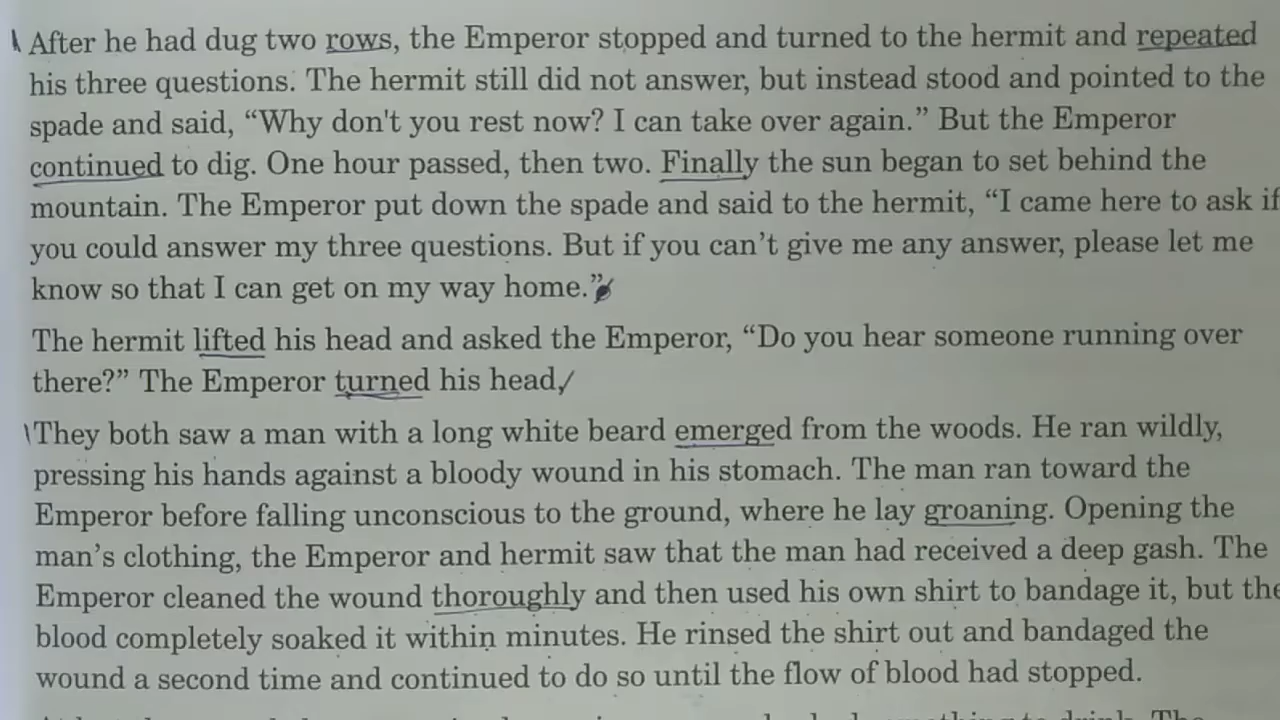 After he had dug two rows, the Emperor stopped and turned to the hermit and repeated
his three questions. The hermit still did not answer, but instead stood and pointed to the
spade and said, “Why don't you rest now? I can take over again.” But the Emperor
continued to dig. One hour passed, then two. Finally the sun began to set behind the
mountain. The Emperor put down the spade and said to the hermit, “I came here to ask if
you could answer my three questions. But if you can’t give me any answer, please let me
know so that I can get on my way home.”
The hermit lifted his head and asked the Emperor, “Do you hear someone running over
there?” The Emperor turned his head,
They both saw a man with a long white beard emerged from the woods. He ran wildly,
pressing his hands against a bloody wound in his stomach. The man ran toward the
Emperor before falling unconscious to the ground, where he lay groaning. Opening the
man’s clothing, the Emperor and hermit saw that the man had received a deep gash. The
Emperor cleaned the wound thoroughly and then used his own shirt to bandage it, but the
blood completely soaked it within minutes. He rinsed the shirt out and bandaged the
wound a second time and continued to do so until the flow of blood had stopped.